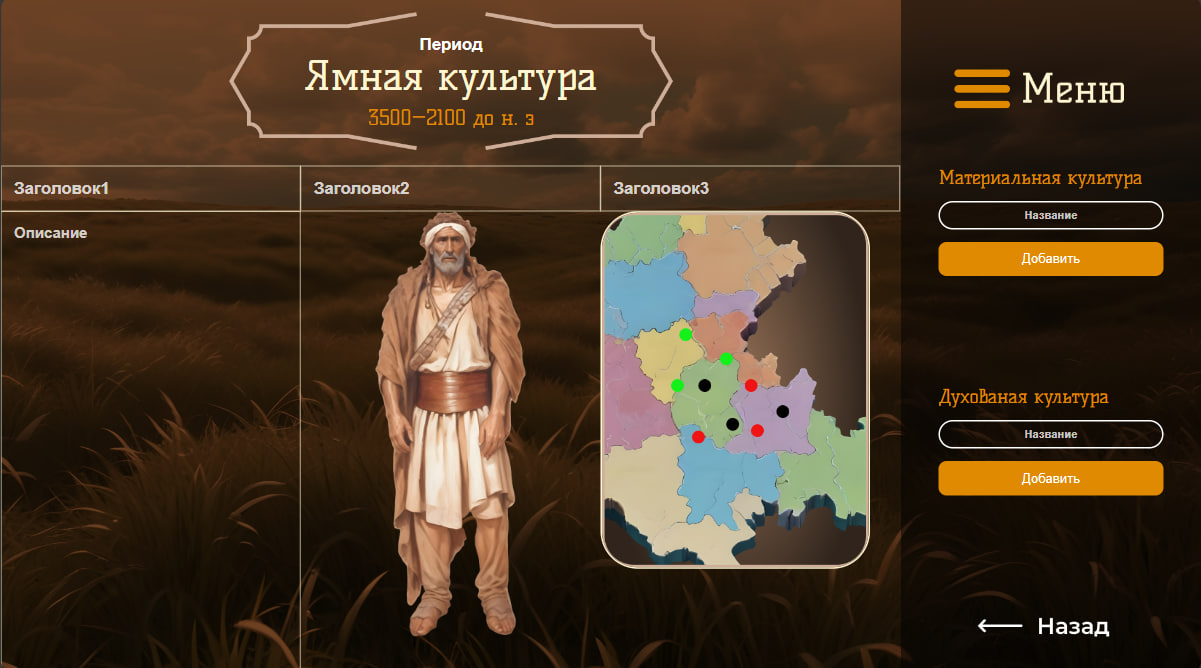 Период
Ямная культура
3500—2100 до н. э
Заголовок1
Заголовок2
Заголовок3
Описание
Меню
Материальная культура
Название
Добавить
Духованая культура
Название
Добавить
Назад